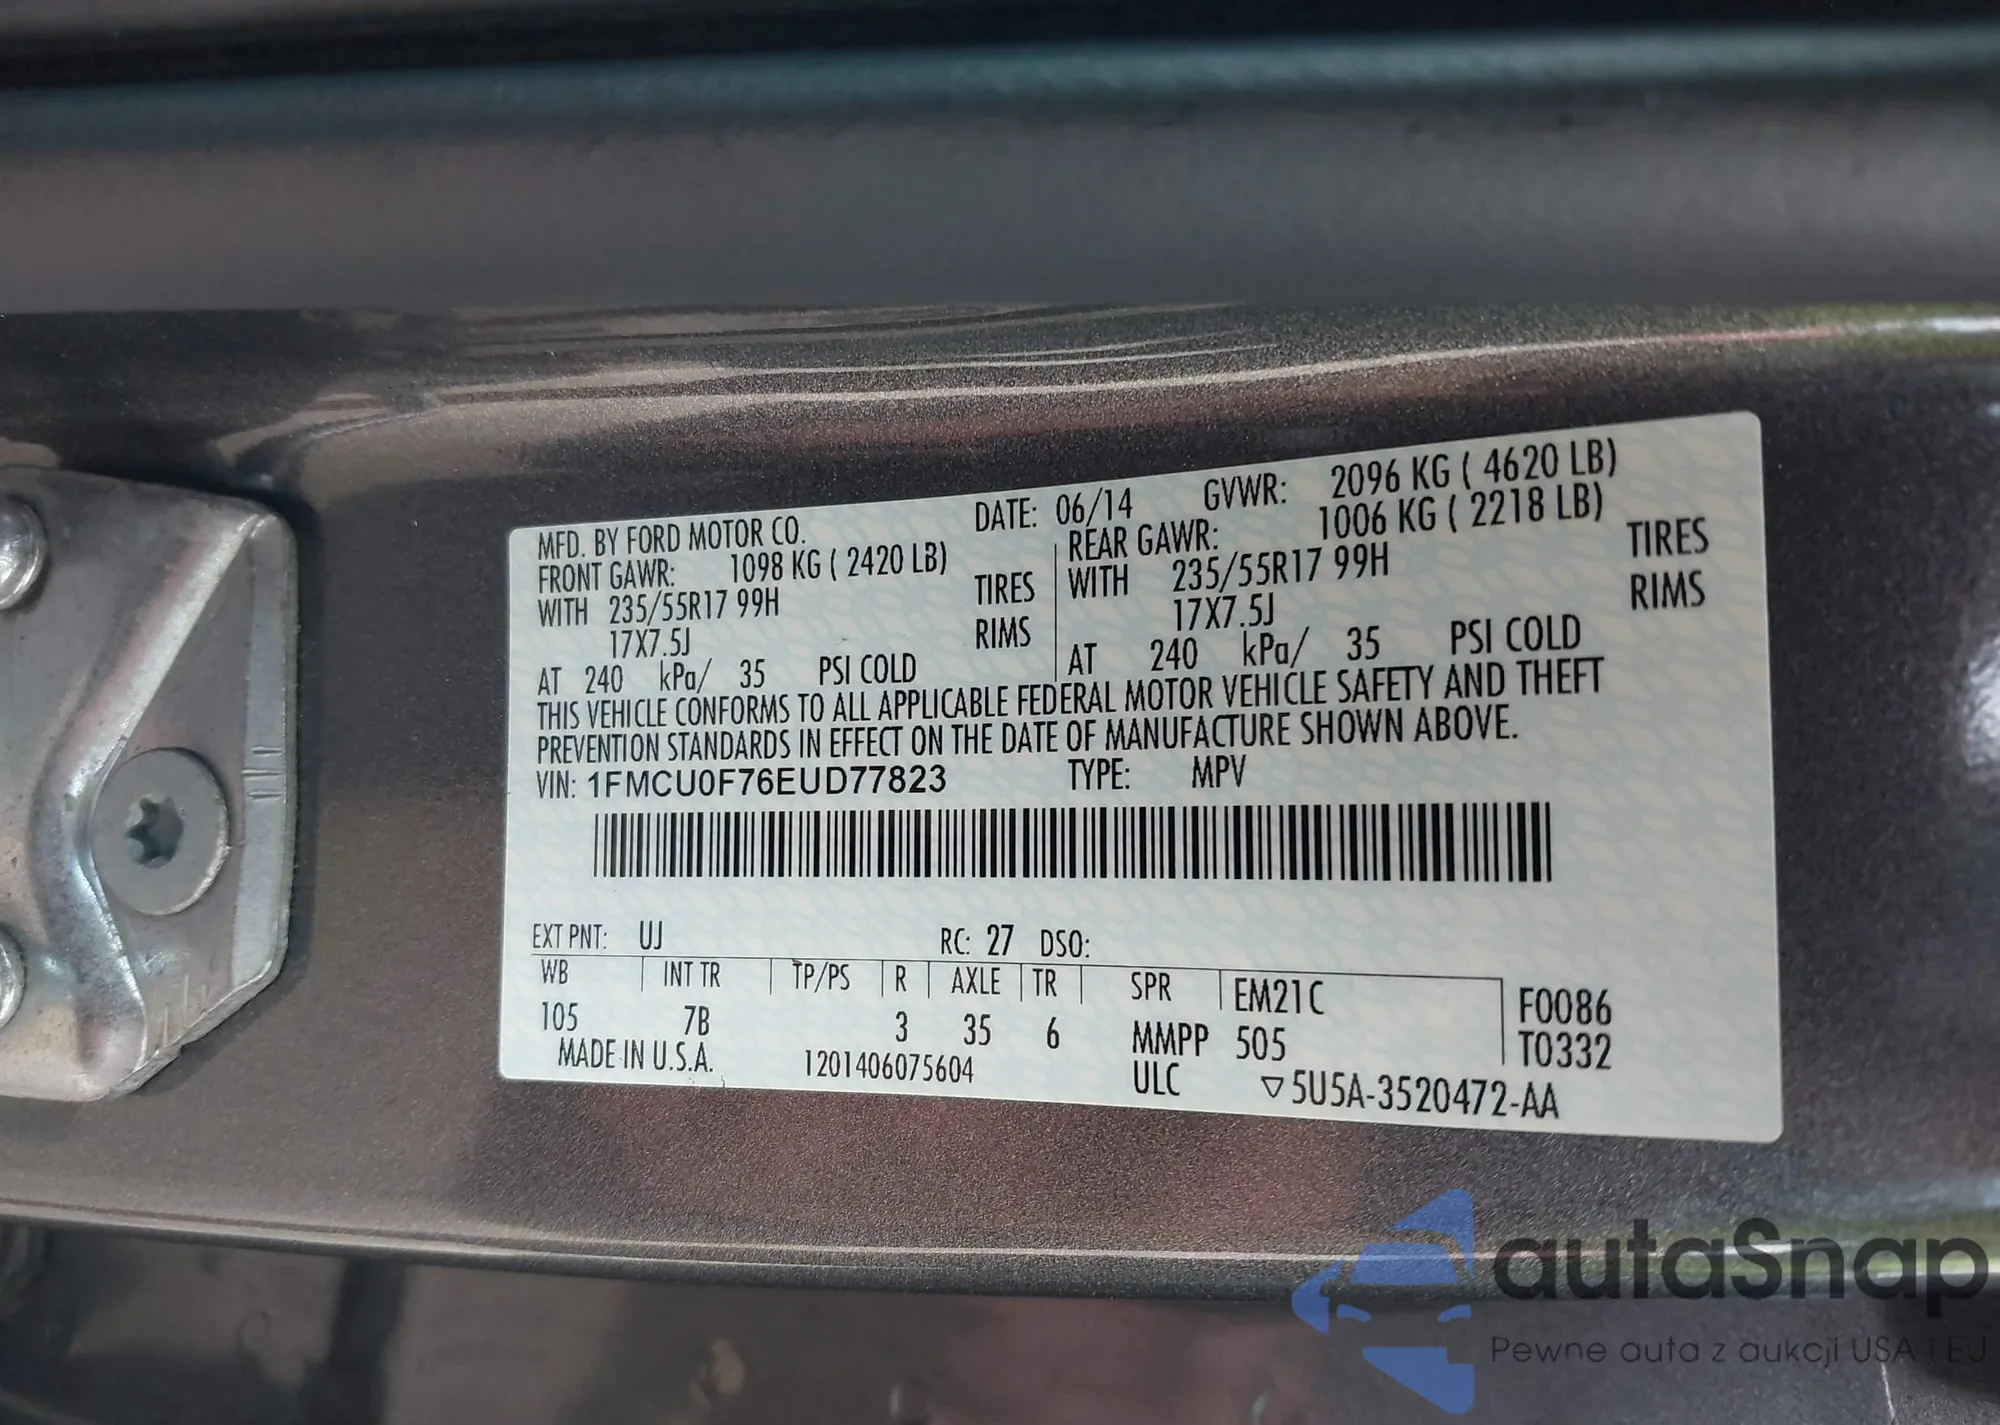 MFD. BY FORD MOTOR CO. DATE: 06/14 GVWR: 2096 KG ( 4620 LB)
FRONT GAWR: 1098 KG ( 2420 LB) REAR GAWR: 1006 KG ( 2218 LB)
WITH 235/55R17 99H TIRES WITH 235/55R17 99H TIRES
17X7.5J RIMS 17X7.5J RIMS
AT 240 kPa/ 35 PSI COLD AT 240 kPa/ 35 PSI COLD
THIS VEHICLE CONFORMS TO ALL APPLICABLE FEDERAL MOTOR VEHICLE SAFETY AND THEFT
PREVENTION STANDARDS IN EFFECT ON THE DATE OF MANUFACTURE SHOWN ABOVE.
VIN: 1FMCU0F76EUD77823 TYPE: MPV
EXT PNT: UJ RC: 27 DSO:
WB INT TR TP/PS R AXLE TR SPR EM21C F0086
105 7B 3 35 6 MMPP 505 T0332
MADE IN U.S.A. 1201406075604 ULC ▽5U5A-3520472-AA
autaSnap
Pewne auta z aukcji USA i EU